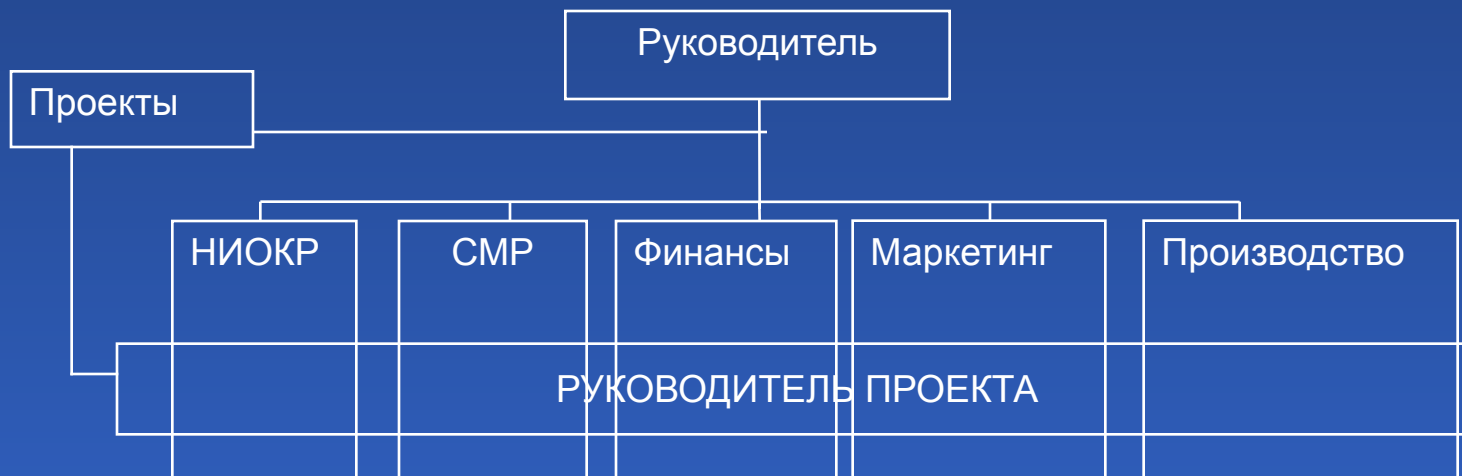 Руководитель
Проекты
НИОКР
СМР
Финансы
Маркетинг
Производство
РУКОВОДИТЕЛЬ ПРОЕКТА